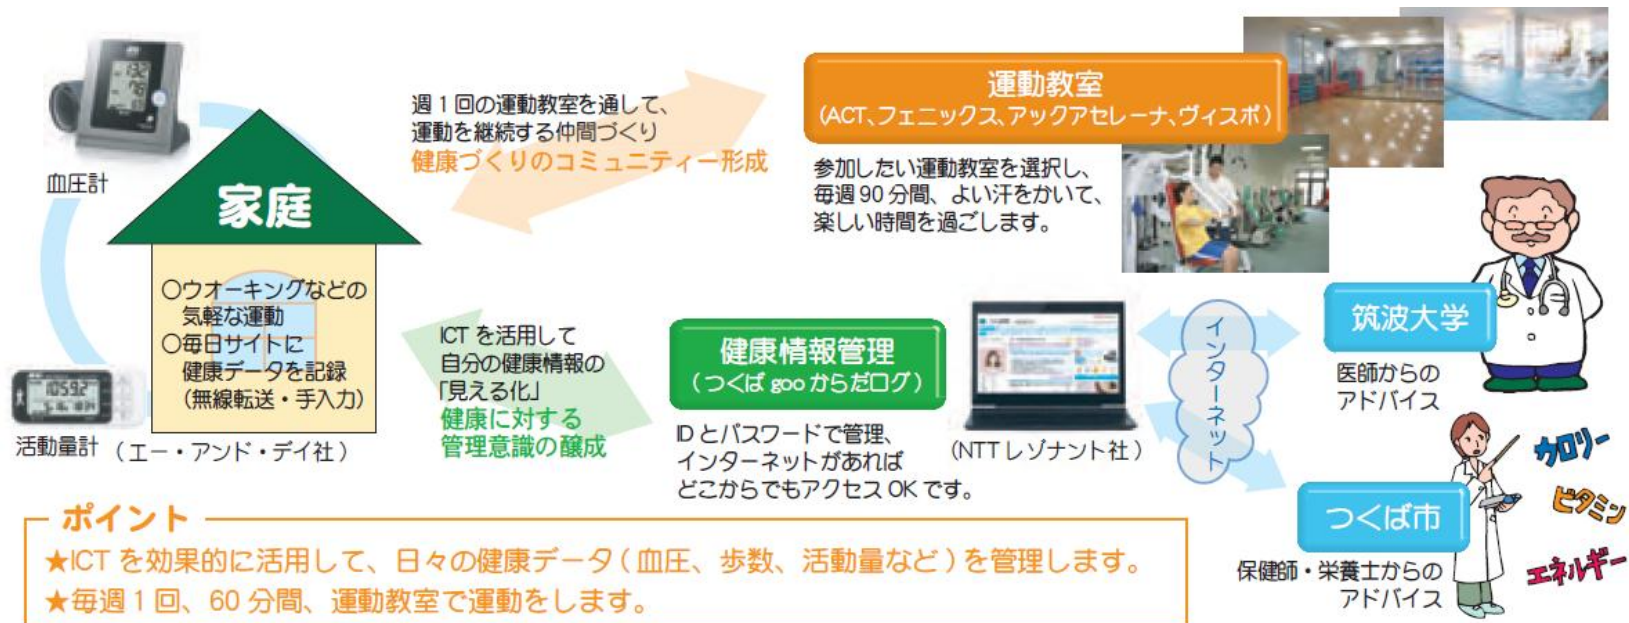 血圧計
家庭
○ウオーキングなどの
気軽な運動
○毎日サイトに
健康データを記録
(無線転送・手入力)
活動量計
(エー・アンド・デイ社)
週1回の運動教室を通して、
運動を継続する仲間づくり
健康づくりのコミュニティー形成
運動教室
(ACT、フェニックス、アックアセレーナ、ヴィスポ)
参加したい運動教室を選択し、
毎週90分間、よい汗をかいて、
楽しい時間を過ごします。
ICTを活用して
自分の健康情報の
「見える化」
健康に対する
管理意識の醸成
健康情報管理
(つくばgooからだログ)
IDとパスワードで管理、
インターネットがあれば
どこからでもアクセスOKです。
(NTTレゾナント社)
インターネット
筑波大学
医師からの
アドバイス
つくば市
保健師・栄養士からの
アドバイス
カロリー
ビタミン
エネルギー
ポイント
★ICTを効果的に活用して、日々の健康データ(血圧、歩数、活動量など)を管理します。
★毎週1回、60分間、運動教室で運動をします。